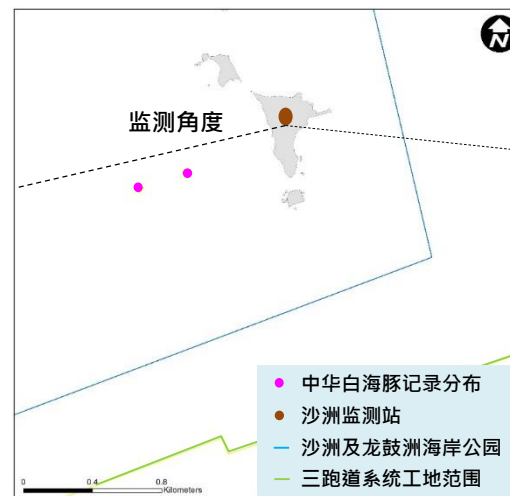 N
监测角度
中华白海豚记录分布
沙洲监测站
沙洲及龙鼓洲海岸公园
三跑道系统工地范围
0 0.4 0.8
Kilometers